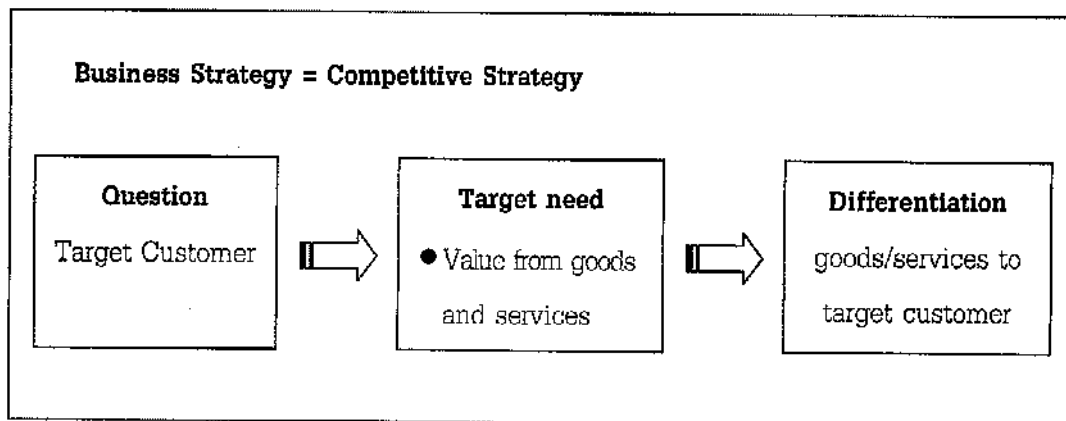 Business Strategy = Competitive Strategy
Question
Target Customer
Target need
● Value from goods
and services
Differentiation
goods/services to
target customer